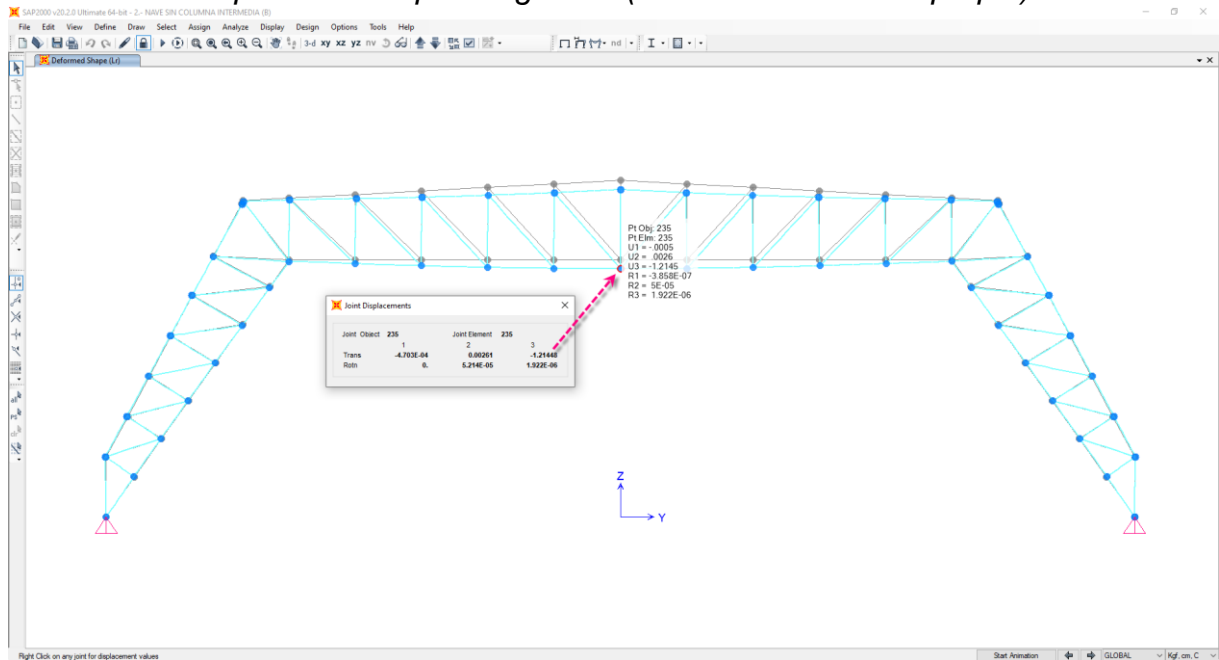 SAP2000 v20.2.0 Ultimate 64-bit - 2.- NAVE SIN COLUMNA INTERMEDIA (B)
File Edit View Define Draw Select Assign Analyze Display Design Options Tools Help
3-d xy xz yz nv
nd
Deformed Shape (Lr)
Pt Obj: 235
Pt Elm: 235
U1 = -.0005
U2 = .0026
U3 = -1.2145
R1 = -3.858E-07
R2 = 5E-05
R3 = 1.922E-06
Joint Displacements
Joint Object 235 Joint Element 235
1 2 3
Trans -4.703E-04 0.00261 -1.21448
Rotn 0. 5.214E-05 1.922E-06
Z
Y
Right Click on any joint for displacement values
Start Animation GLOBAL Kgf, cm, C